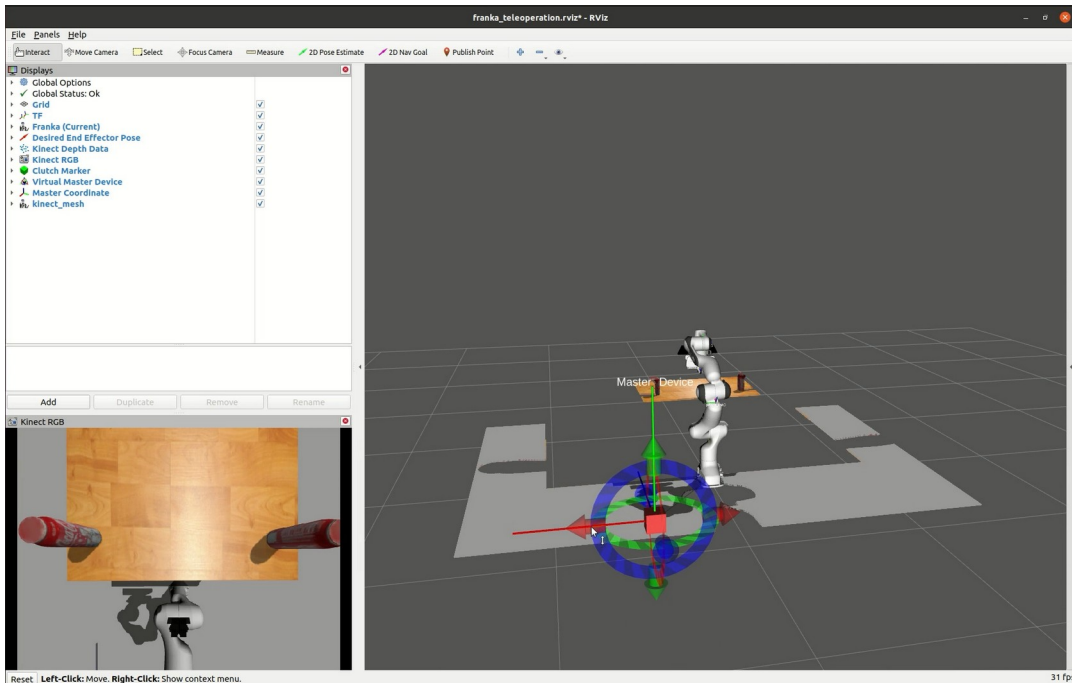 franka_teleoperation.rviz* - RViz
File Panels Help
Interact Move Camera Select Focus Camera Measure 2D Pose Estimate 2D Nav Goal Publish Point
Displays
Global Options
Global Status: Ok
Grid
TF
Franka (Current)
Desired End Effector Pose
Kinect Depth Data
Kinect RGB
Clutch Marker
Virtual Master Device
Master Coordinate
kinect_mesh
Add Duplicate Remove Rename
Kinect RGB
Master Device
Reset Left-Click: Move. Right-Click: Show context menu.
31 fps